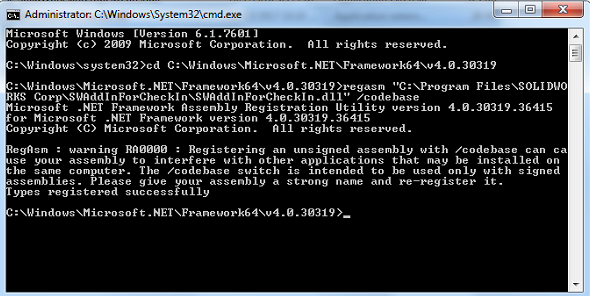 Administrator: C:\Windows\System32\cmd.exe
Microsoft Windows [Version 6.1.7601]
Copyright (c) 2009 Microsoft Corporation.  All rights reserved.
C:\Windows\system32>cd C:\Windows\Microsoft.NET\Framework64\v4.0.30319
C:\Windows\Microsoft.NET\Framework64\v4.0.30319>regasm "C:\Program Files\SOLIDWO
RKS Corp\SWAddInForCheckIn\SWAddInForCheckIn.dll" /codebase
Microsoft .NET Framework Assembly Registration Utility version 4.0.30319.36415
for Microsoft .NET Framework version 4.0.30319.36415
Copyright (C) Microsoft Corporation.  All rights reserved.
RegAsm : warning RA0000 : Registering an unsigned assembly with /codebase can ca
use your assembly to interfere with other applications that may be installed on
the same computer. The /codebase switch is intended to be used only with signed
assemblies. Please give your assembly a strong name and re-register it.
Types registered successfully
C:\Windows\Microsoft.NET\Framework64\v4.0.30319>_